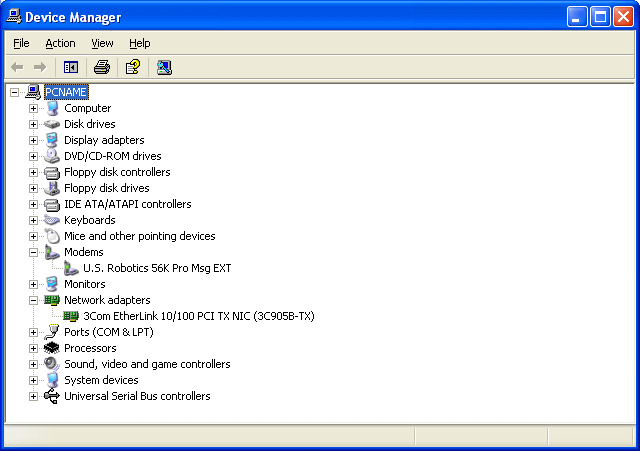 Device Manager
File Action View Help
PCNAME
Computer
Disk drives
Display adapters
DVD/CD-ROM drives
Floppy disk controllers
Floppy disk drives
IDE ATA/ATAPI controllers
Keyboards
Mice and other pointing devices
Modems
U.S. Robotics 56K Pro Msg EXT
Monitors
Network adapters
3Com EtherLink 10/100 PCI TX NIC (3C905B-TX)
Ports (COM & LPT)
Processors
Sound, video and game controllers
System devices
Universal Serial Bus controllers